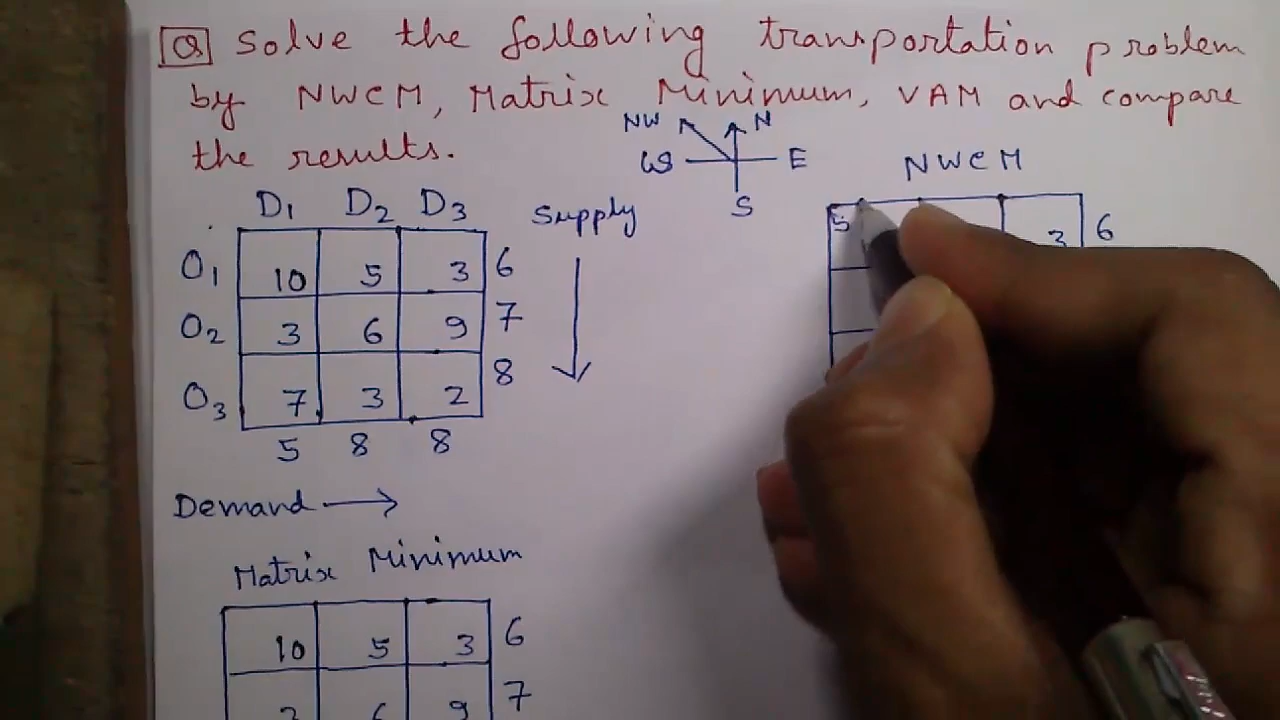 Q Solve the following transportation problem
by NWCM, Matrix Minimum, VAM and compare
the results.
NW N
W E
S
NWCM
D1 D2 D3 Supply
O1 10 5 3 6
O2 3 6 9 7
O3 7 3 2 8
5 8 8
Demand
5
3 6
Matrix Minimum
10 5 3 6
3 6 9 7